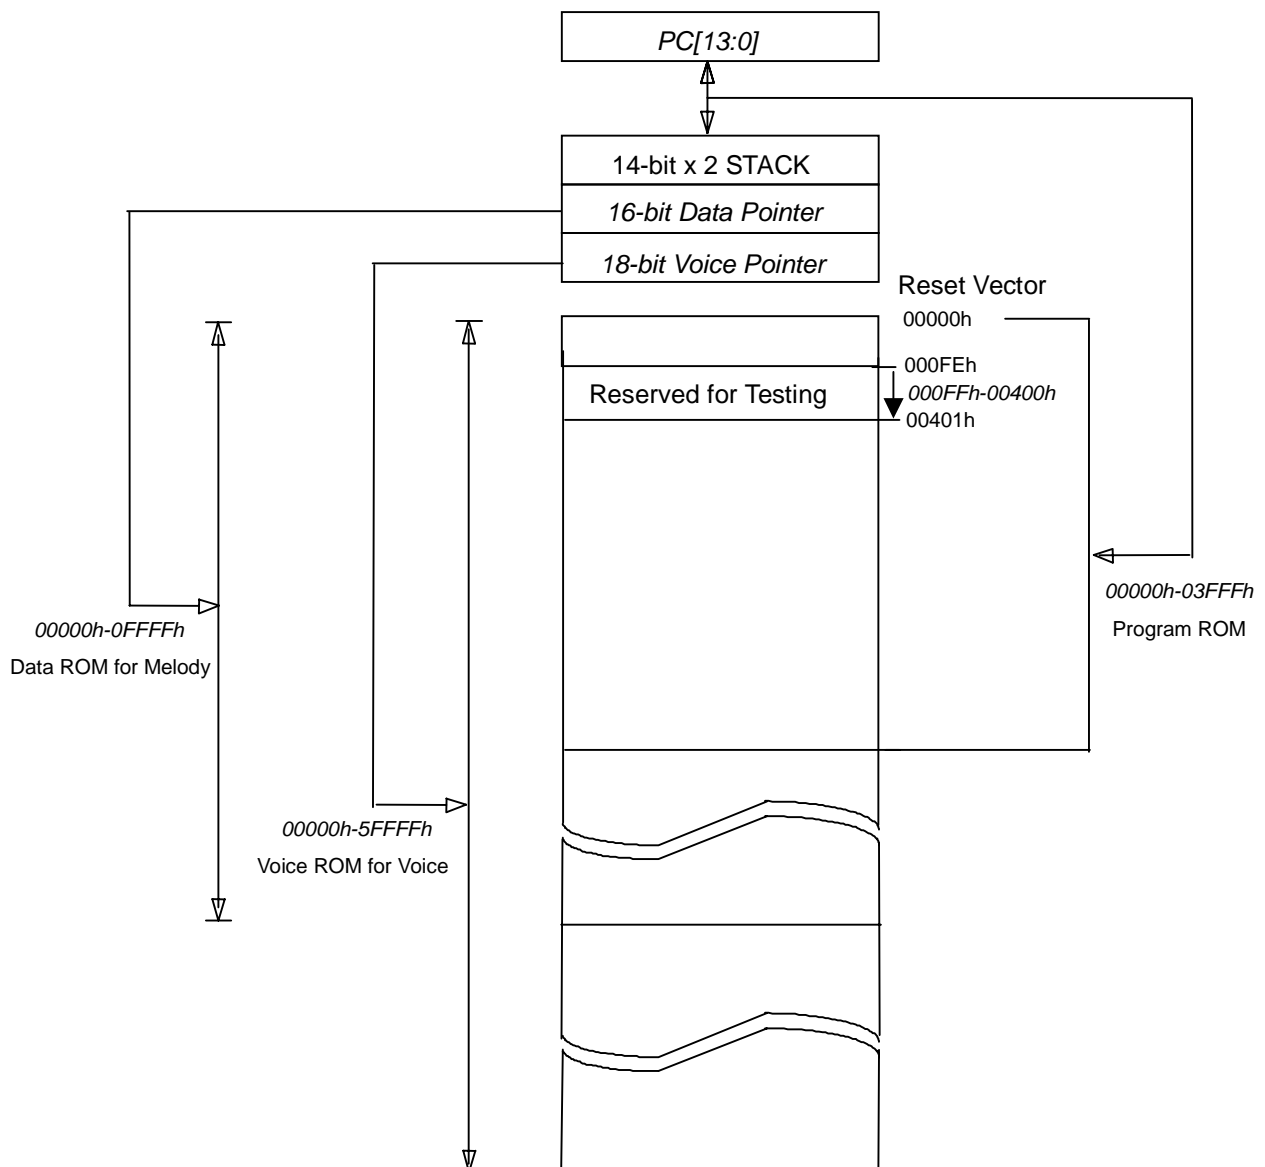 PC[13:0]
14-bit x 2 STACK
16-bit Data Pointer
18-bit Voice Pointer
Reset Vector
00000h
000FEh
Reserved for Testing
000FFh-00400h
00401h
00000h-03FFFh
Program ROM
00000h-0FFFFh
Data ROM for Melody
00000h-5FFFFh
Voice ROM for Voice